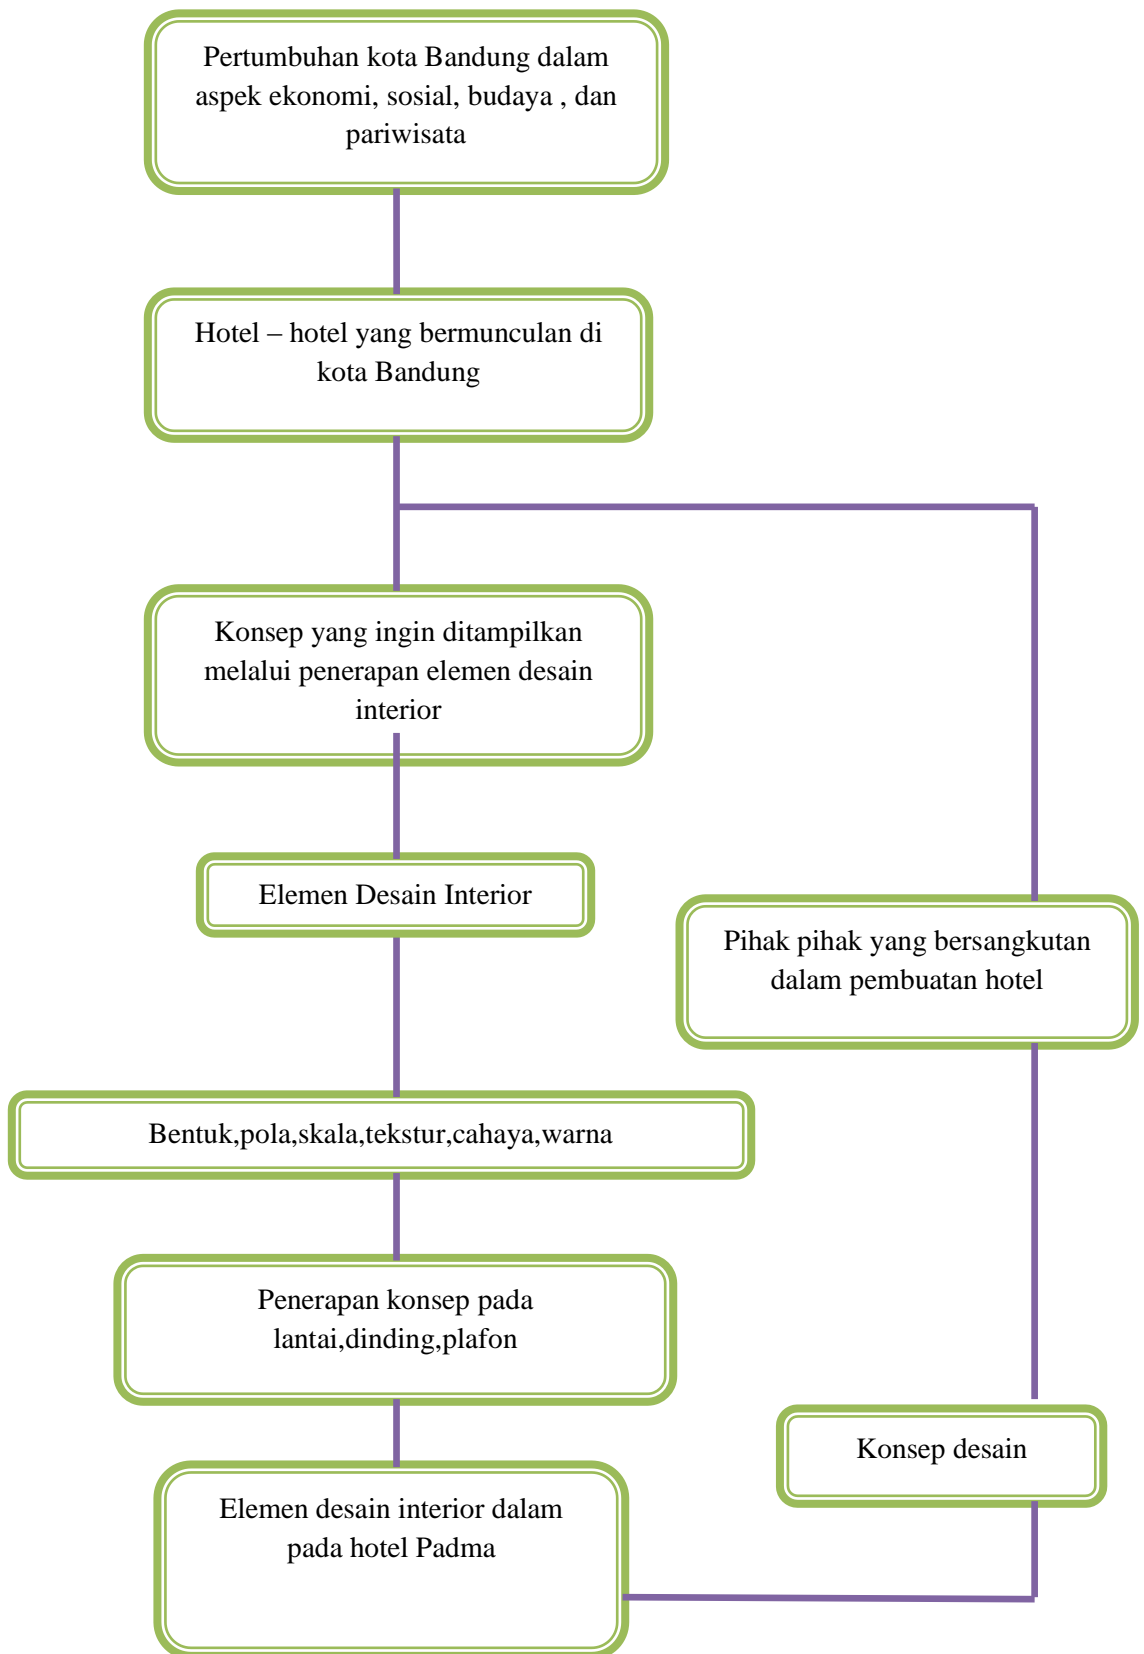 Pertumbuhan kota Bandung dalam
aspek ekonomi, sosial, budaya , dan
pariwisata
Hotel – hotel yang bermunculan di
kota Bandung
Konsep yang ingin ditampilkan
melalui penerapan elemen desain
interior
Elemen Desain Interior
Pihak pihak yang bersangkutan
dalam pembuatan hotel
Bentuk,pola,skala,tekstur,cahaya,warna
Penerapan konsep pada
lantai,dinding,plafon
Konsep desain
Elemen desain interior dalam
pada hotel Padma